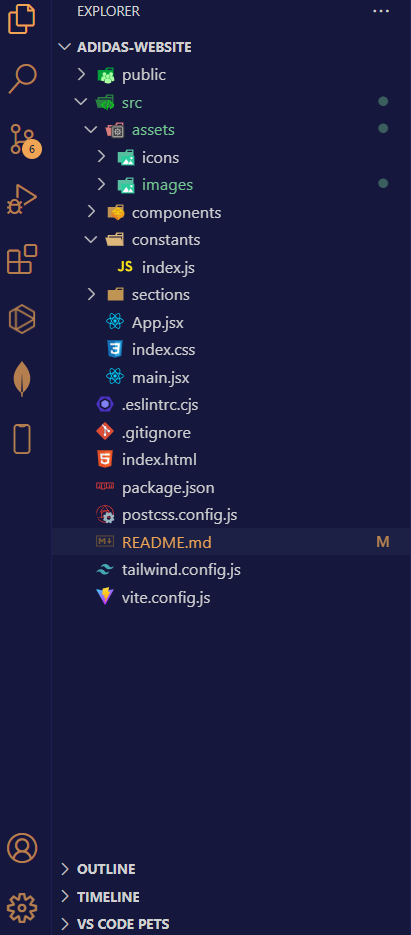 EXPLORER
ADIDAS-WEBSITE
public
src
assets
6
icons
images
components
constants
JS index.js
sections
App.jsx
index.css
main.jsx
.eslintrc.cjs
.gitignore
index.html
package.json
postcss.config.js
README.md M
tailwind.config.js
vite.config.js
OUTLINE
TIMELINE
VS CODE PETS